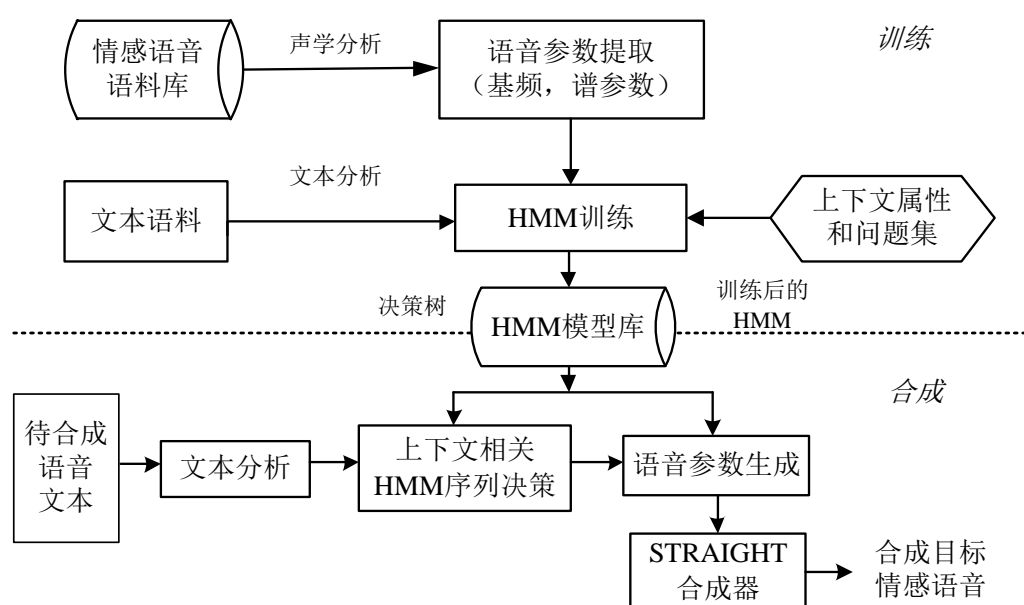 情感语音
语料库
声学分析
语音参数提取
（基频，谱参数）
训练
文本语料
文本分析
HMM训练
上下文属性
和问题集
决策树
HMM模型库
训练后的
HMM
合成
待合成
语音
文本
文本分析
上下文相关
HMM序列决策
语音参数生成
STRAIGHT
合成器
合成目标
情感语音